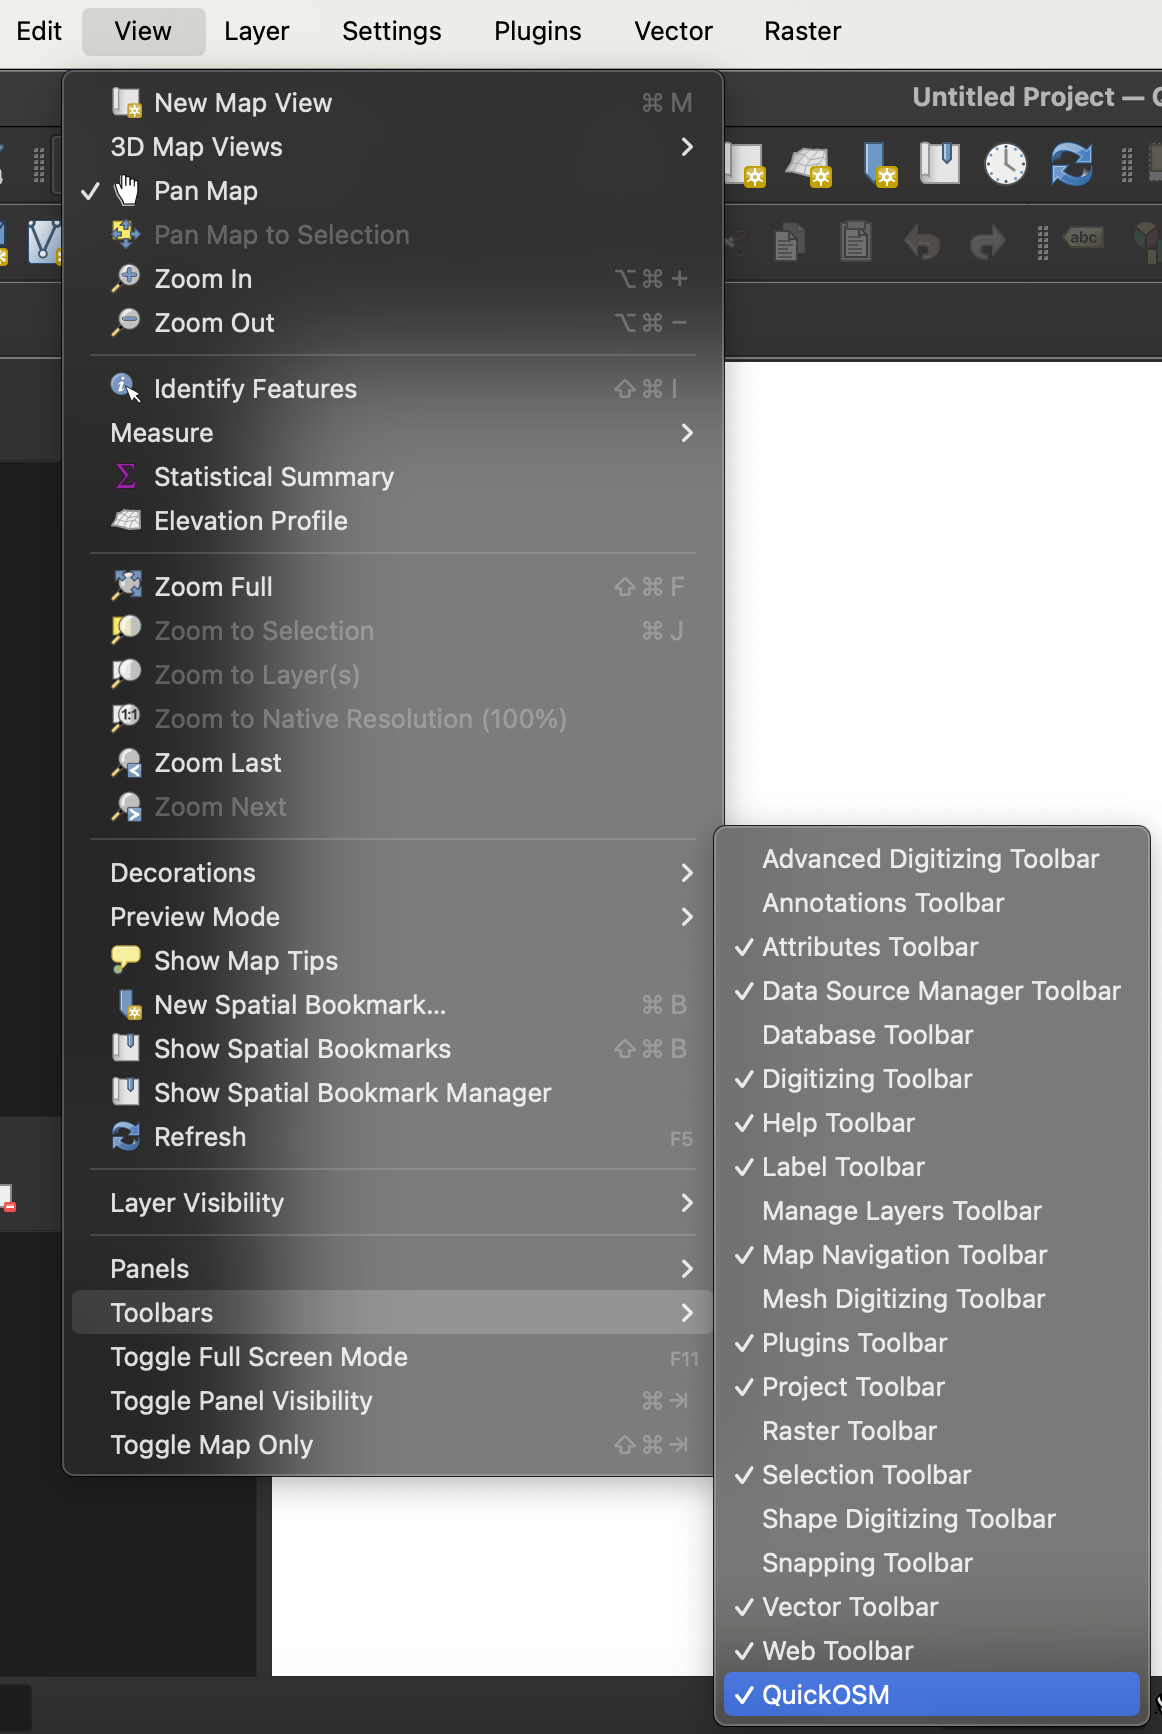 Edit View Layer Settings Plugins Vector Raster
Untitled Project —
New Map View ⌘ M
3D Map Views
✓ Pan Map
Pan Map to Selection
Zoom In ⌥ ⌘ +
Zoom Out ⌥ ⌘ −
abc
Identify Features ⇧ ⌘ I
Measure
Statistical Summary
Elevation Profile
Zoom Full ⇧ ⌘ F
Zoom to Selection ⌘ J
Zoom to Layer(s)
1:1 Zoom to Native Resolution (100%)
Zoom Last
Zoom Next
Decorations
Preview Mode
Show Map Tips
New Spatial Bookmark... ⌘ B
Show Spatial Bookmarks ⇧ ⌘ B
Show Spatial Bookmark Manager
Refresh F5
Layer Visibility
Panels
Toolbars
Toggle Full Screen Mode F11
Toggle Panel Visibility ⌘ ⇥
Toggle Map Only ⇧ ⌘ ⇥
Advanced Digitizing Toolbar
Annotations Toolbar
✓ Attributes Toolbar
✓ Data Source Manager Toolbar
Database Toolbar
✓ Digitizing Toolbar
✓ Help Toolbar
✓ Label Toolbar
Manage Layers Toolbar
✓ Map Navigation Toolbar
Mesh Digitizing Toolbar
✓ Plugins Toolbar
✓ Project Toolbar
Raster Toolbar
✓ Selection Toolbar
Shape Digitizing Toolbar
Snapping Toolbar
✓ Vector Toolbar
✓ Web Toolbar
✓ QuickOSM